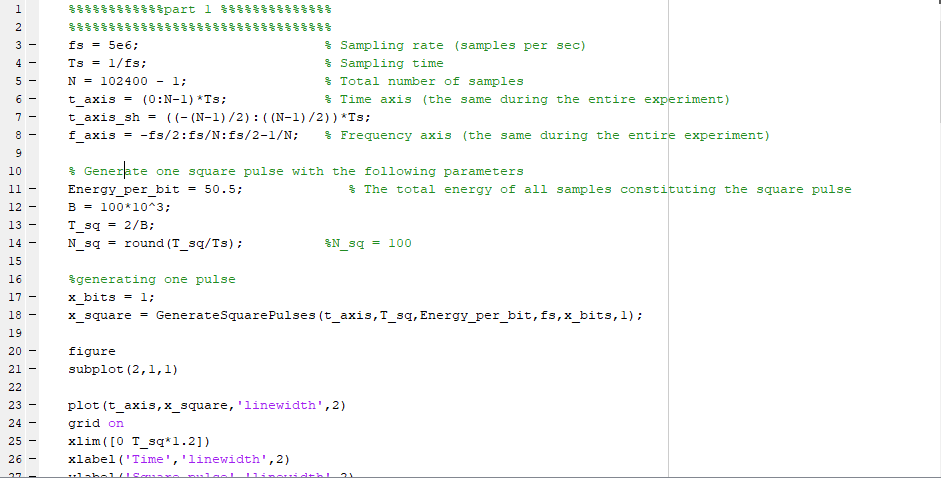 1 %%%%%%%%%%%%part 1 %%%%%%%%%%%%%%
2 %%%%%%%%%%%%%%%%%%%%%%%%%%%%%%%%%
3 - fs = 5e6; % Sampling rate (samples per sec)
4 - Ts = 1/fs; % Sampling time
5 - N = 102400 - 1; % Total number of samples
6 - t_axis = (0:N-1)*Ts; % Time axis (the same during the entire experiment)
7 - t_axis_sh = ((-(N-1)/2):((N-1)/2))*Ts;
8 - f_axis = -fs/2:fs/N:fs/2-1/N; % Frequency axis (the same during the entire experiment)
9
10 % Generate one square pulse with the following parameters
11 - Energy_per_bit = 50.5; % The total energy of all samples constituting the square pulse
12 - B = 100*10^3;
13 - T_sq = 2/B;
14 - N_sq = round(T_sq/Ts); %N_sq = 100
15
16 %generating one pulse
17 - x_bits = 1;
18 - x_square = GenerateSquarePulses(t_axis,T_sq,Energy_per_bit,fs,x_bits,1);
19
20 - figure
21 - subplot(2,1,1)
22
23 - plot(t_axis,x_square,'linewidth',2)
24 - grid on
25 - xlim([0 T_sq*1.2])
26 - xlabel('Time','linewidth',2)
27 - ylabel('Square pulse','linewidth',2)